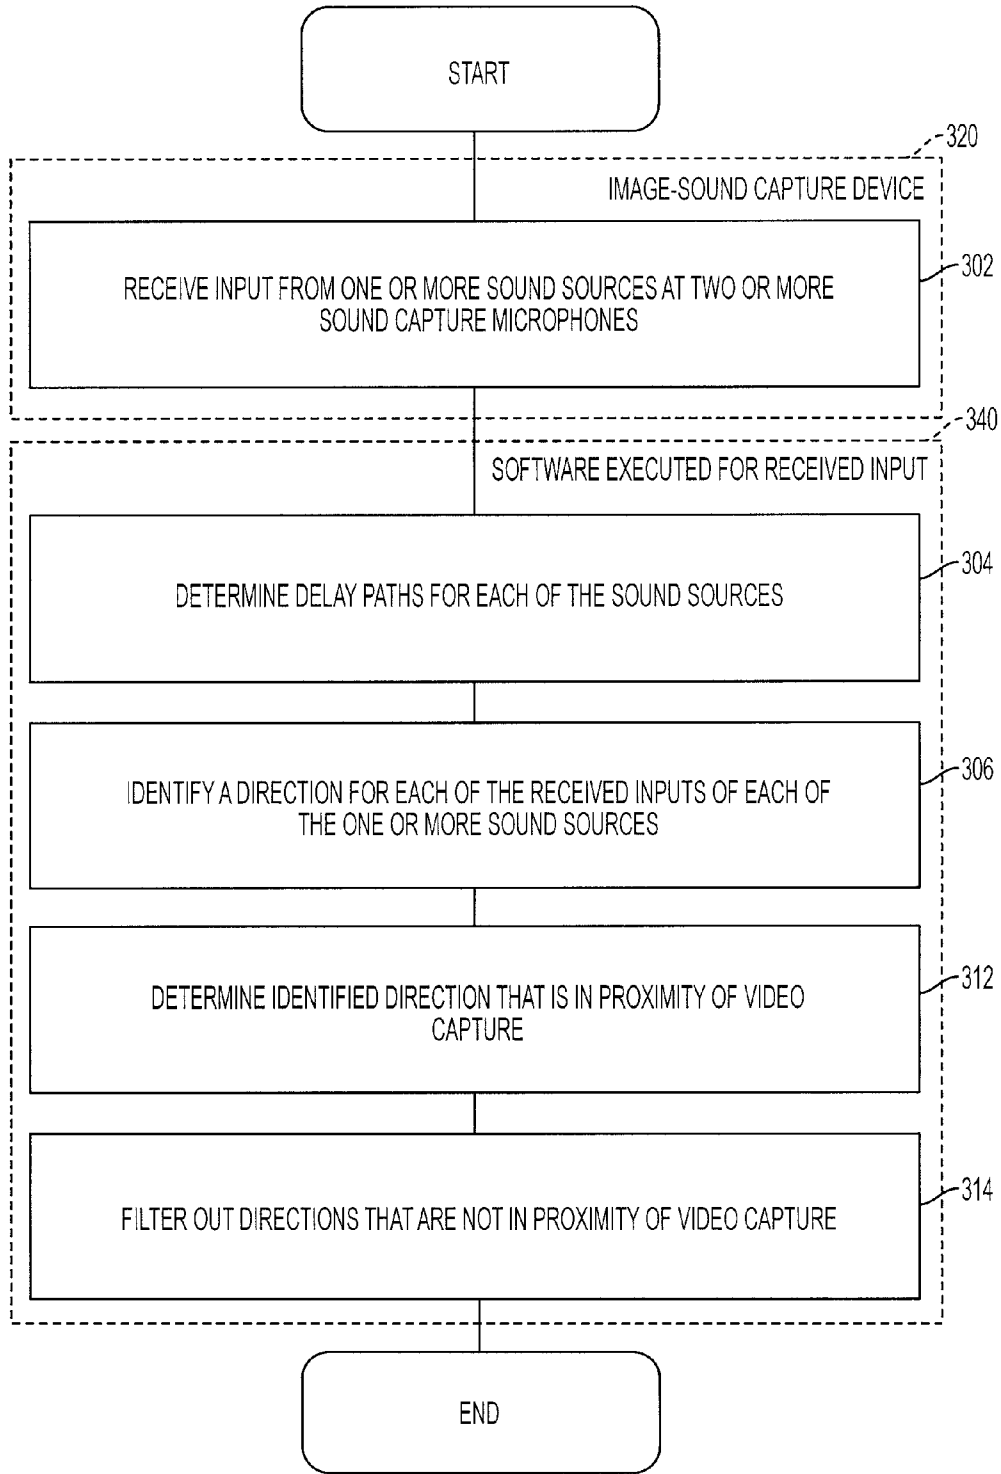 START
320
IMAGE-SOUND CAPTURE DEVICE
302
RECEIVE INPUT FROM ONE OR MORE SOUND SOURCES AT TWO OR MORE
SOUND CAPTURE MICROPHONES
340
SOFTWARE EXECUTED FOR RECEIVED INPUT
304
DETERMINE DELAY PATHS FOR EACH OF THE SOUND SOURCES
306
IDENTIFY A DIRECTION FOR EACH OF THE RECEIVED INPUTS OF EACH OF
THE ONE OR MORE SOUND SOURCES
312
DETERMINE IDENTIFIED DIRECTION THAT IS IN PROXIMITY OF VIDEO
CAPTURE
314
FILTER OUT DIRECTIONS THAT ARE NOT IN PROXIMITY OF VIDEO CAPTURE
END